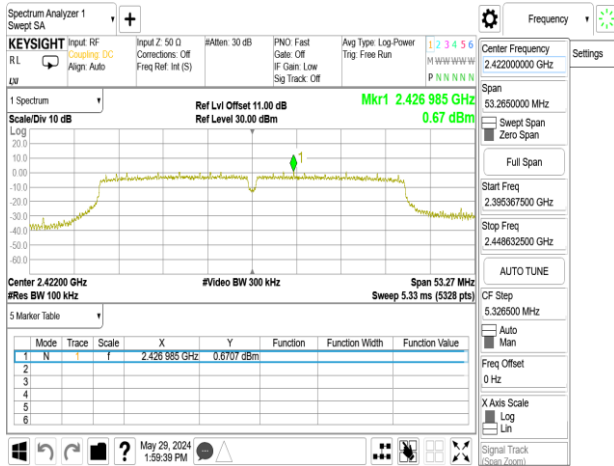 Spectrum Analyzer 1
Swept SA
Frequency
KEYSIGHT
RL
Input: RF
Coupling: DC
Align: Auto
Input Z: 50 Ω
Corrections: Off
Freq Ref: Int (S)
#Atten: 30 dB
PNO: Fast
Gate: Off
IF Gain: Low
Sig Track: Off
Avg Type: Log-Power
Trig: Free Run
1 2 3 4 5 6
M W W W W W
P N N N N N
LXI
1 Spectrum
Scale/Div 10 dB
Ref Lvl Offset 11.00 dB
Ref Level 30.00 dBm
Mkr1 2.426 985 GHz
0.67 dBm
Log
20.0
10.0
0.00
-10.0
-20.0
-30.0
-40.0
-50.0
-60.0
1
Center 2.42200 GHz
#Video BW 300 kHz
Span 53.27 MHz
#Res BW 100 kHz
Sweep 5.33 ms (5328 pts)
5 Marker Table
Mode Trace Scale X Y Function Function Width Function Value
1 N 1 f 2.426 985 GHz 0.6707 dBm
2
3
4
5
6
May 29, 2024
1:59:39 PM
Center Frequency
2.422000000 GHz
Settings
Span
53.2650000 MHz
Swept Span
Zero Span
Full Span
Start Freq
2.395367500 GHz
Stop Freq
2.448632500 GHz
AUTO TUNE
CF Step
5.326500 MHz
Auto
Man
Freq Offset
0 Hz
X Axis Scale
Log
Lin
Signal Track
(Span Zoom)